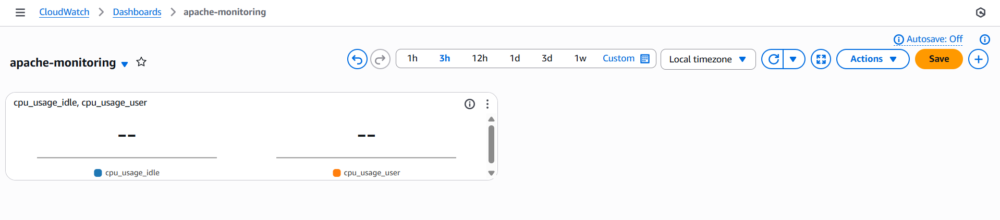 CloudWatch Dashboards apache-monitoring
Autosave: Off
apache-monitoring
1h 3h 12h 1d 3d 1w Custom Local timezone Actions Save
cpu_usage_idle, cpu_usage_user
-- --
cpu_usage_idle cpu_usage_user